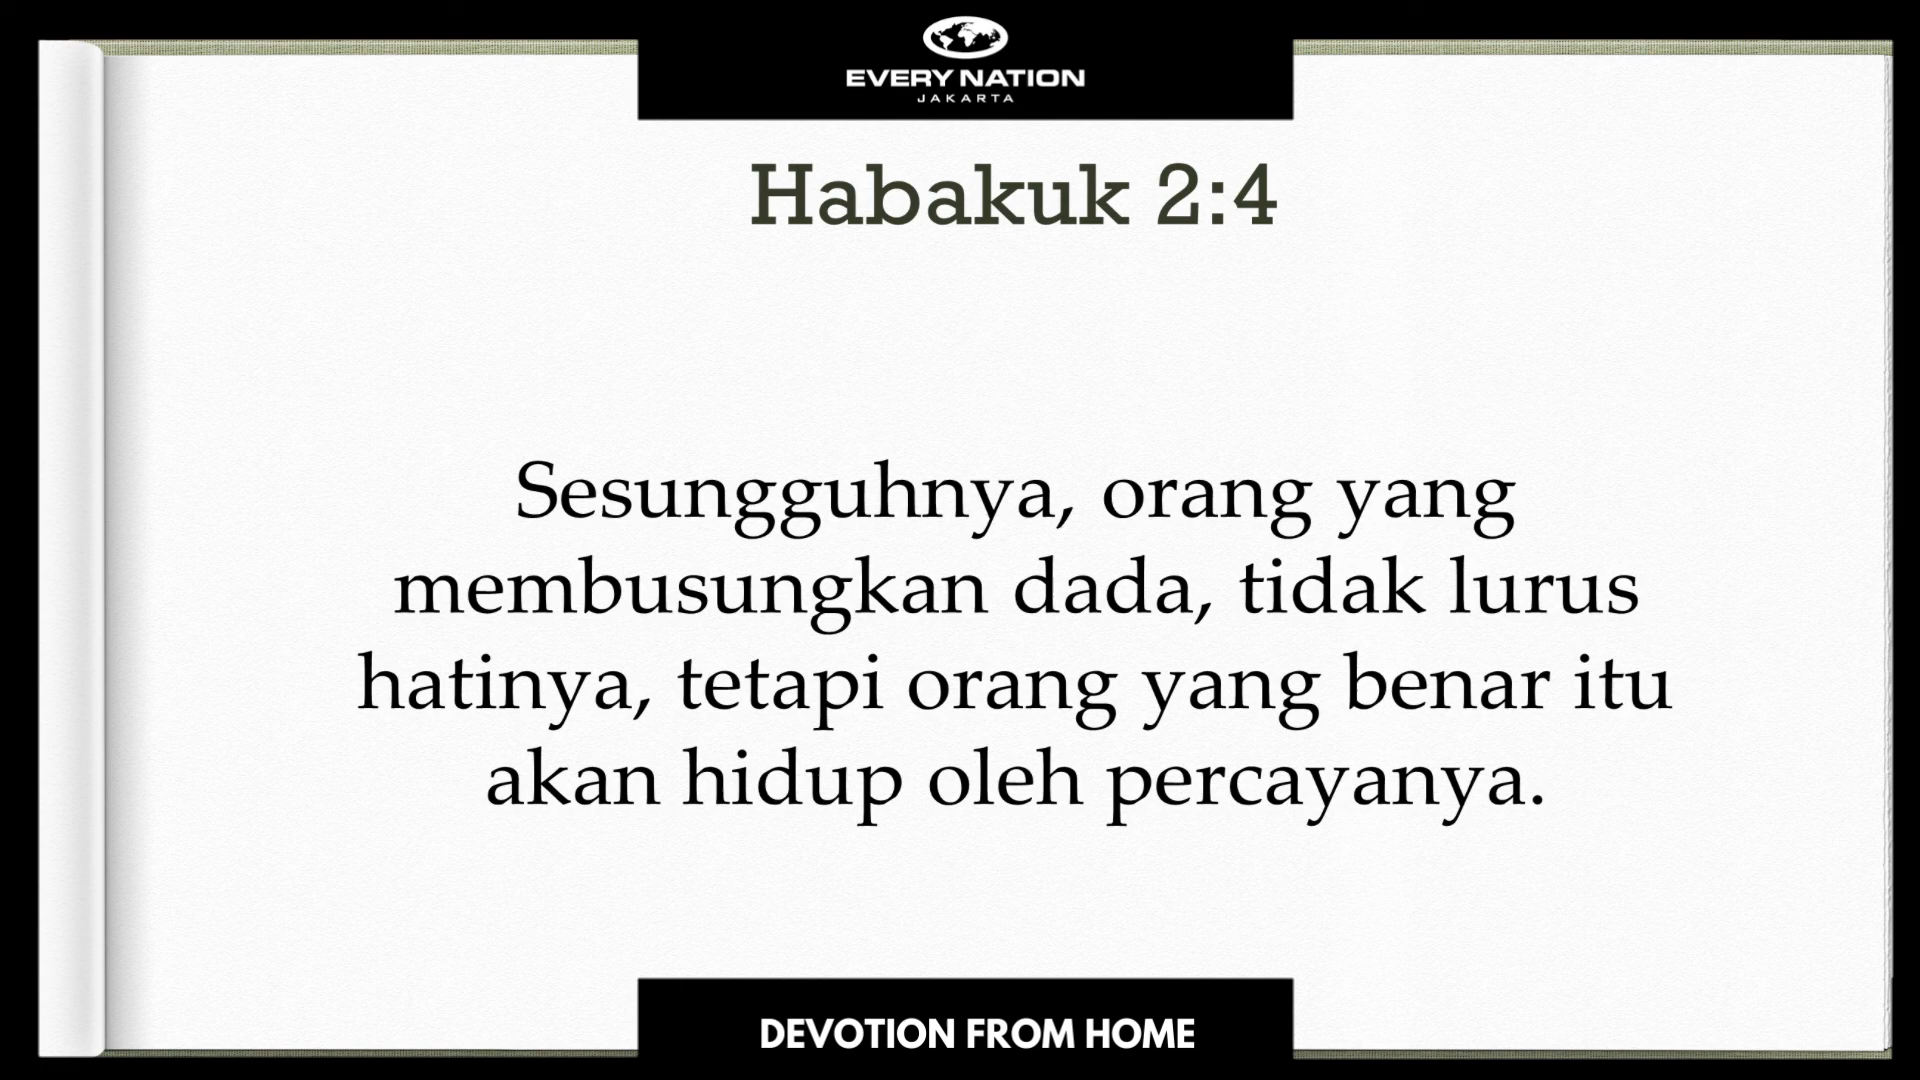 EVERY NATION
JAKARTA
Habakuk 2:4
Sesungguhnya, orang yang
membusungkan dada, tidak lurus
hatinya, tetapi orang yang benar itu
akan hidup oleh percayanya.
DEVOTION FROM HOME